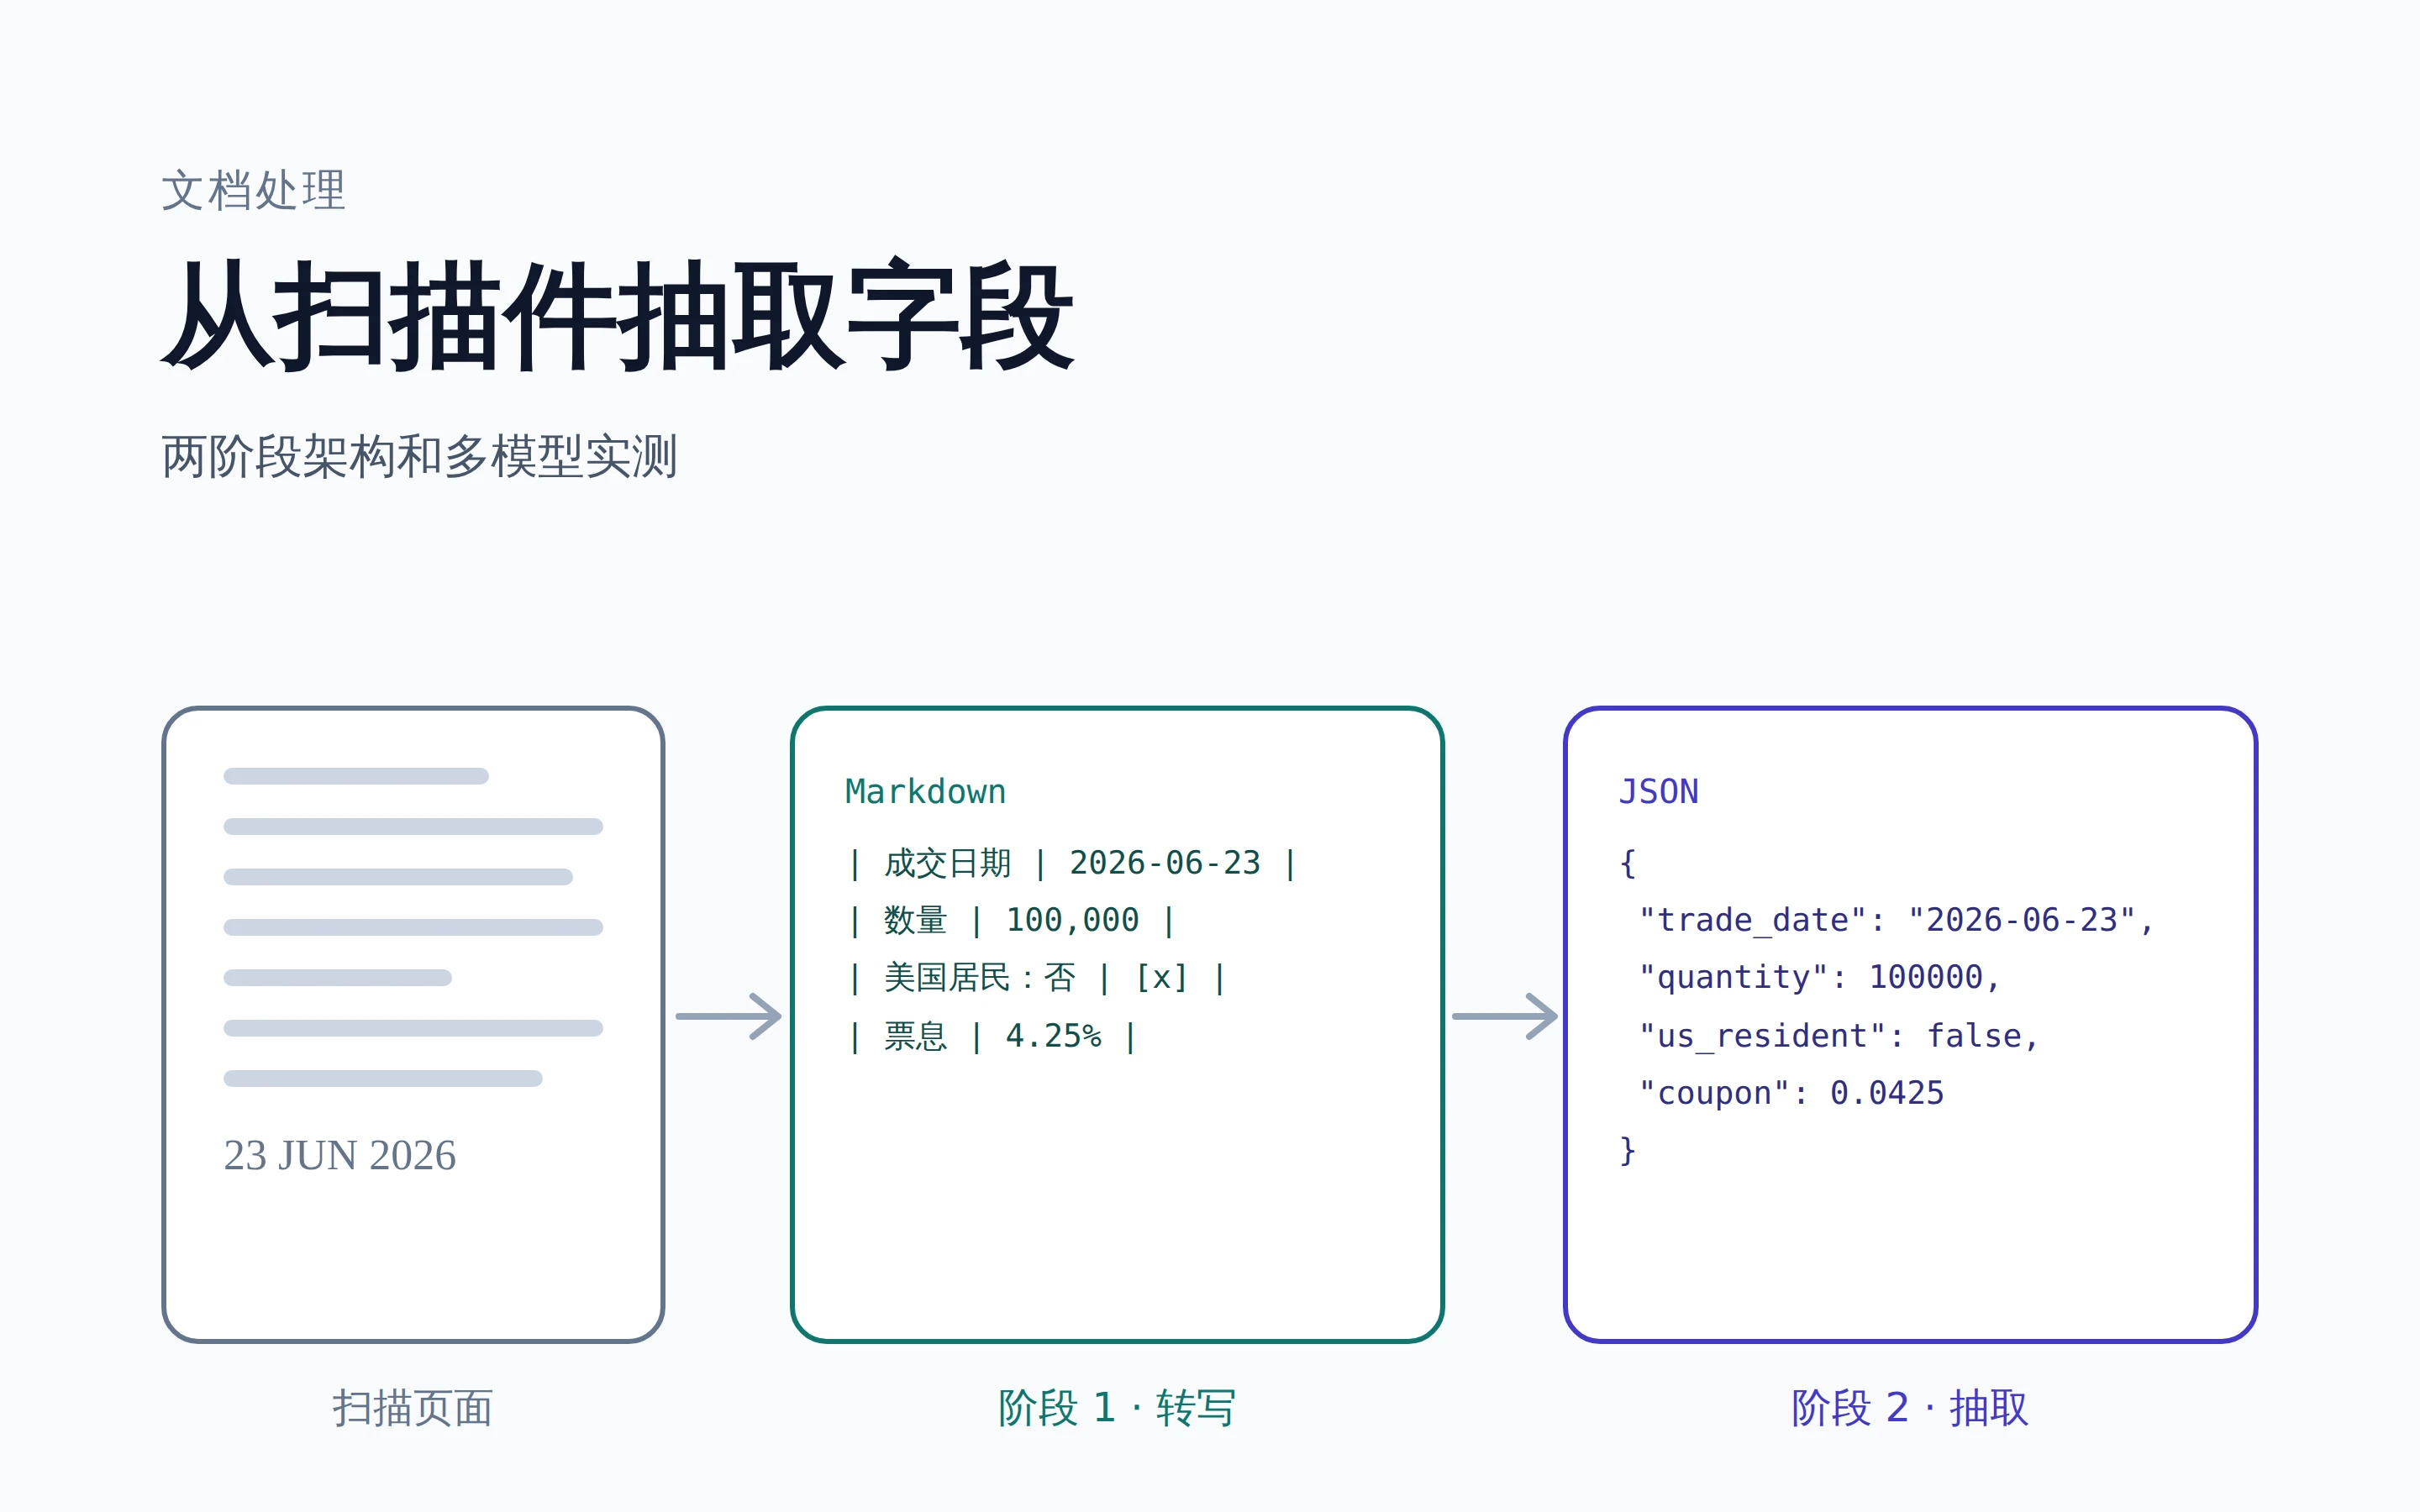 文档处理
从扫描件抽取字段
两阶段架构和多模型实测
23 JUN 2026
扫描页面
Markdown
| 成交日期 | 2026-06-23 |
| 数量 | 100,000 |
| 美国居民：否 | [x] |
| 票息 | 4.25% |
阶段 1 · 转写
JSON
{
"trade_date": "2026-06-23",
"quantity": 100000,
"us_resident": false,
"coupon": 0.0425
}
阶段 2 · 抽取